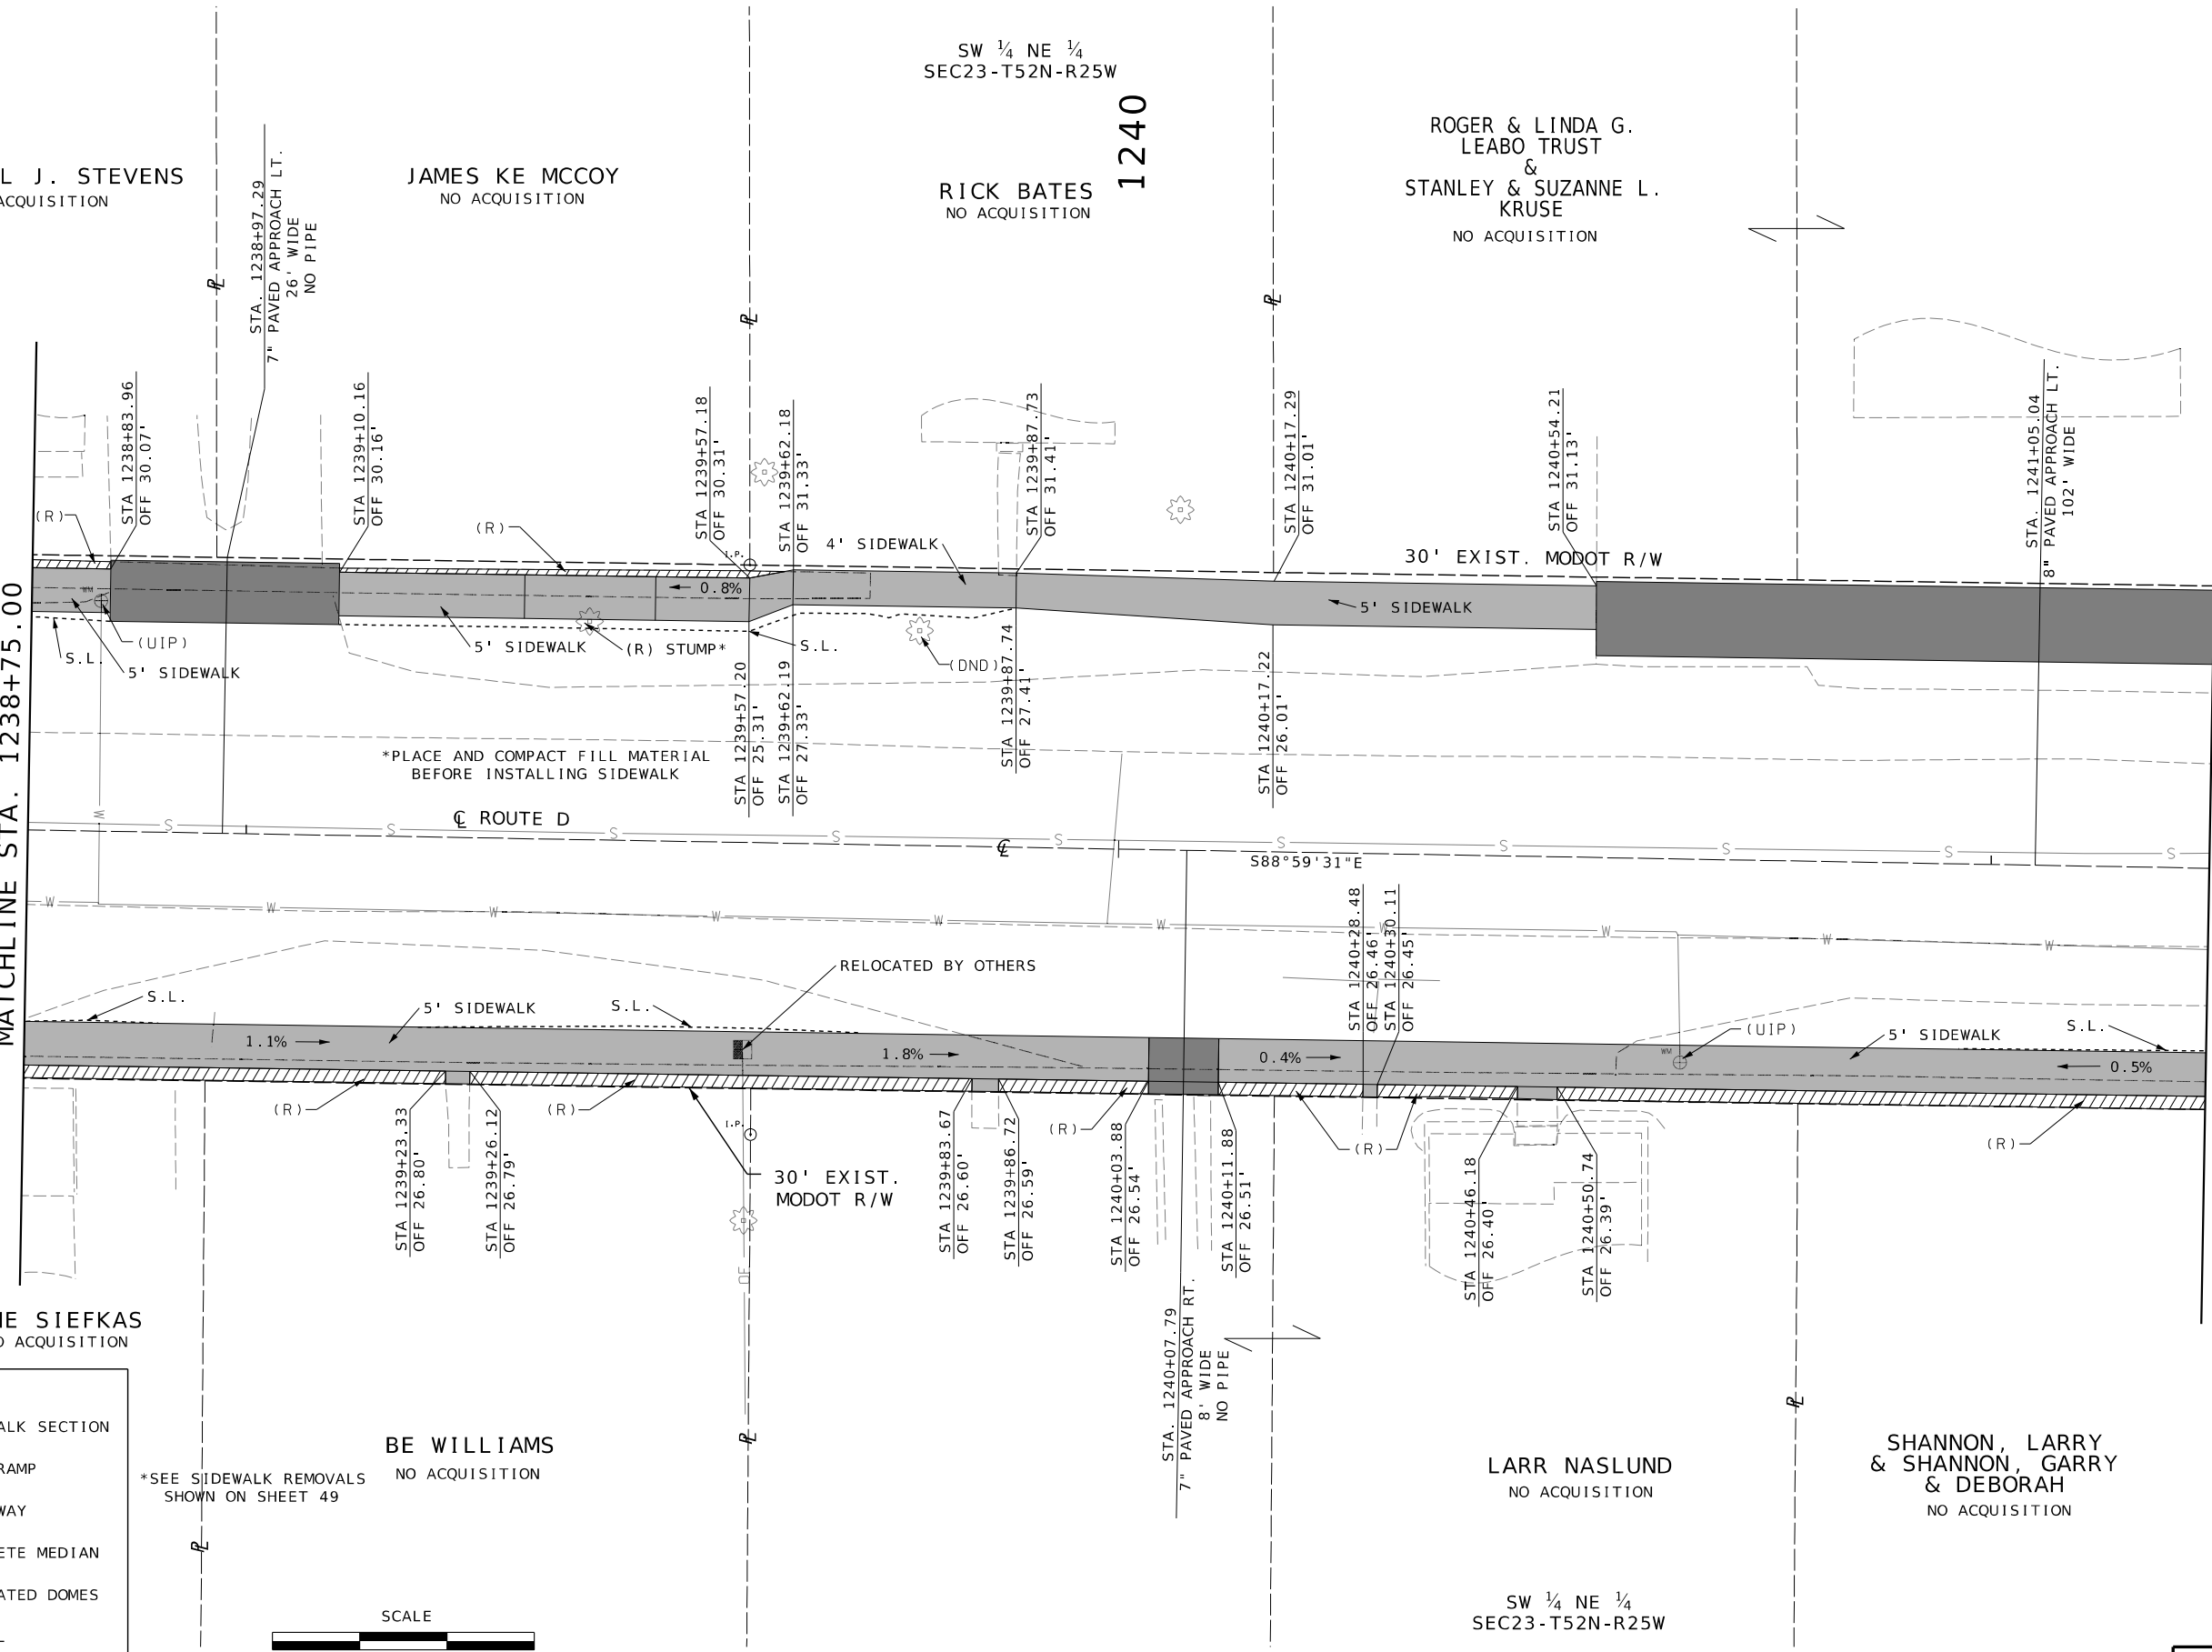 SW ¼ NE ¼
SEC23-T52N-R25W
1240
ROGER & LINDA G.
LEABO TRUST
&
STANLEY & SUZANNE L.
KRUSE
NO ACQUISITION
L J. STEVENS
ACQUISITION
JAMES KE MCCOY
NO ACQUISITION
RICK BATES
NO ACQUISITION
STA. 1238+97.29
7" PAVED APPROACH LT.
26' WIDE
NO PIPE
STA 1238+83.96
OFF 30.07'
STA 1239+10.16
OFF 30.16'
STA 1239+57.18
OFF 30.31'
STA 1239+62.18
OFF 31.33'
STA 1239+87.73
OFF 31.41'
STA 1240+17.29
OFF 31.01'
STA 1240+54.21
OFF 31.13'
STA. 1241+05.04
8" PAVED APPROACH LT.
102' WIDE
(R)
(R)
I.P.
4' SIDEWALK
30' EXIST. MODOT R/W
WM
0.8%
5' SIDEWALK
(UIP)
S.L.
5' SIDEWALK
5' SIDEWALK
(R) STUMP*
S.L.
(DND)
MATCHLINE STA. 1238+75.00
*PLACE AND COMPACT FILL MATERIAL
BEFORE INSTALLING SIDEWALK
STA 1239+57.20
OFF 25.31'
STA 1239+62.19
OFF 27.33'
STA 1239+87.74
OFF 27.41'
STA 1240+17.22
OFF 26.01'
W
℄ ROUTE D
S S S S S S S S S S
℄
S88°59'31"E
W W W W W W W W W W
STA 1240+28.48
OFF 26.46'
STA 1240+30.11
OFF 26.45'
RELOCATED BY OTHERS
S.L.
5' SIDEWALK
S.L.
1.1%
1.8%
0.4%
WM
(UIP)
5' SIDEWALK
S.L.
0.5%
(R)
(R)
I.P.
(R)
(R)
(R)
30' EXIST.
MODOT R/W
STA 1239+23.33
OFF 26.80'
STA 1239+26.12
OFF 26.79'
STA 1239+83.67
OFF 26.60'
STA 1239+86.72
OFF 26.59'
STA 1240+03.88
OFF 26.54'
STA 1240+11.88
OFF 26.51'
STA 1240+46.18
OFF 26.40'
STA 1240+50.74
OFF 26.39'
OE
STA. 1240+07.79
7" PAVED APPROACH RT.
8' WIDE
NO PIPE
NE SIEFKAS
O ACQUISITION
ALK SECTION
RAMP
WAY
ETE MEDIAN
ATED DOMES
*SEE SIDEWALK REMOVALS
SHOWN ON SHEET 49
BE WILLIAMS
NO ACQUISITION
LARR NASLUND
NO ACQUISITION
SHANNON, LARRY
& SHANNON, GARRY
& DEBORAH
NO ACQUISITION
SCALE
SW ¼ NE ¼
SEC23-T52N-R25W